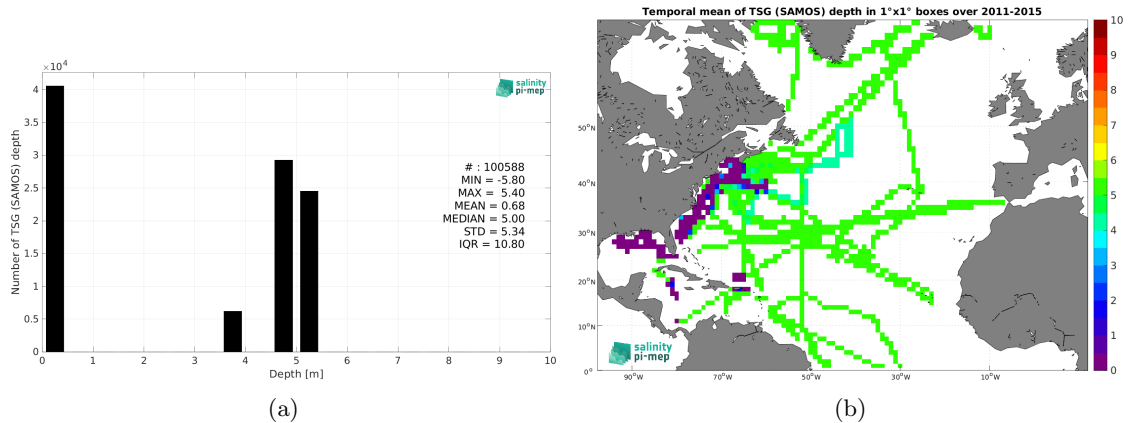 ×10⁴
4
3.5
3
2.5
2
1.5
1
0.5
0
Number of TSG (SAMOS) depth
0 1 2 3 4 5 6 7 8 9 10
Depth [m]
salinity
pi-mep
# : 100588
MIN = -5.80
MAX = 5.40
MEAN = 0.68
MEDIAN = 5.00
STD = 5.34
IQR = 10.80
(a)
Temporal mean of TSG (SAMOS) depth in 1°x1° boxes over 2011-2015
50°N
40°N
30°N
20°N
10°N
0°
90°W 70°W 50°W 30°W 10°W
salinity
pi-mep
10
9
8
7
6
5
4
3
2
1
0
(b)